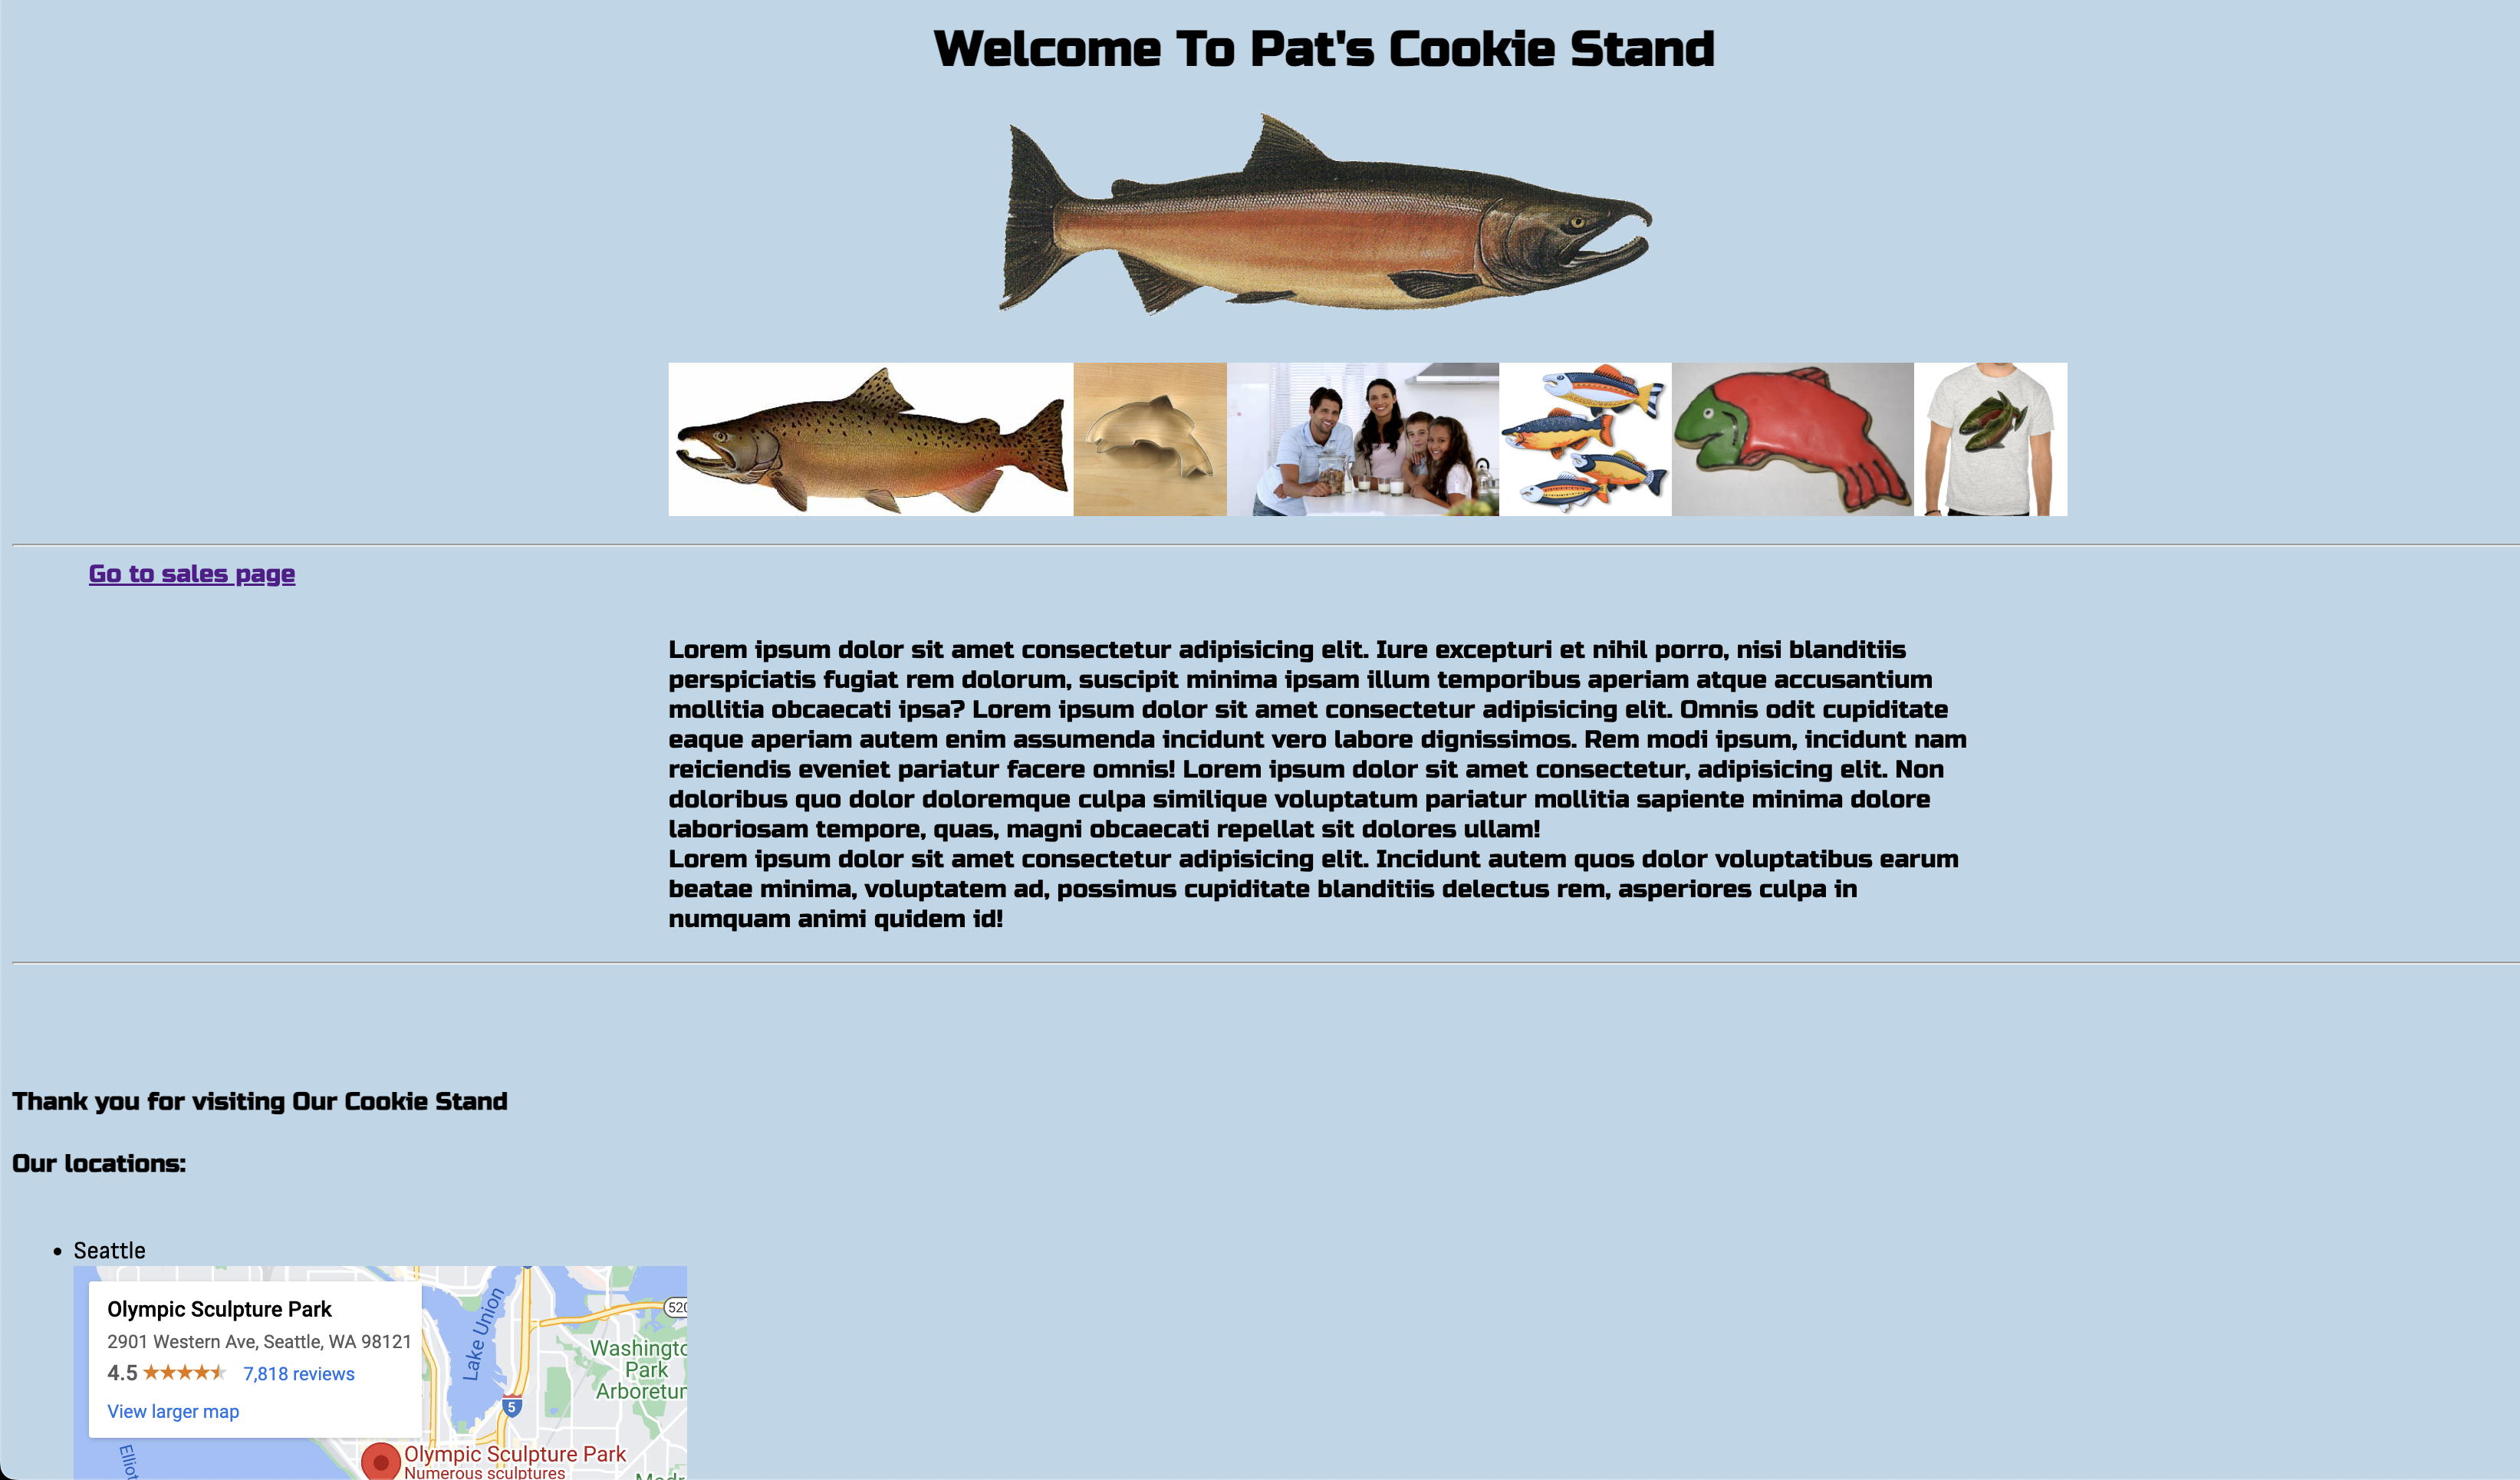 Welcome To Pat's Cookie Stand
Go to sales page
Lorem ipsum dolor sit amet consectetur adipisicing elit. Iure excepturi et nihil porro, nisi blanditiis
perspiciatis fugiat rem dolorum, suscipit minima ipsam illum temporibus aperiam atque accusantium
mollitia obcaecati ipsa? Lorem ipsum dolor sit amet consectetur adipisicing elit. Omnis odit cupiditate
eaque aperiam autem enim assumenda incidunt vero labore dignissimos. Rem modi ipsum, incidunt nam
reiciendis eveniet pariatur facere omnis! Lorem ipsum dolor sit amet consectetur, adipisicing elit. Non
doloribus quo dolor doloremque culpa similique voluptatum pariatur mollitia sapiente minima dolore
laboriosam tempore, quas, magni obcaecati repellat sit dolores ullam!
Lorem ipsum dolor sit amet consectetur adipisicing elit. Incidunt autem quos dolor voluptatibus earum
beatae minima, voluptatem ad, possimus cupiditate blanditiis delectus rem, asperiores culpa in
numquam animi quidem id!
Thank you for visiting Our Cookie Stand
Our locations:
• Seattle
Olympic Sculpture Park
2901 Western Ave, Seattle, WA 98121
4.5 7,818 reviews
View larger map
Lake Union
520
Washingto
Park
Arboretur
5
Elliot
Olympic Sculpture Park
Numerous sculptures